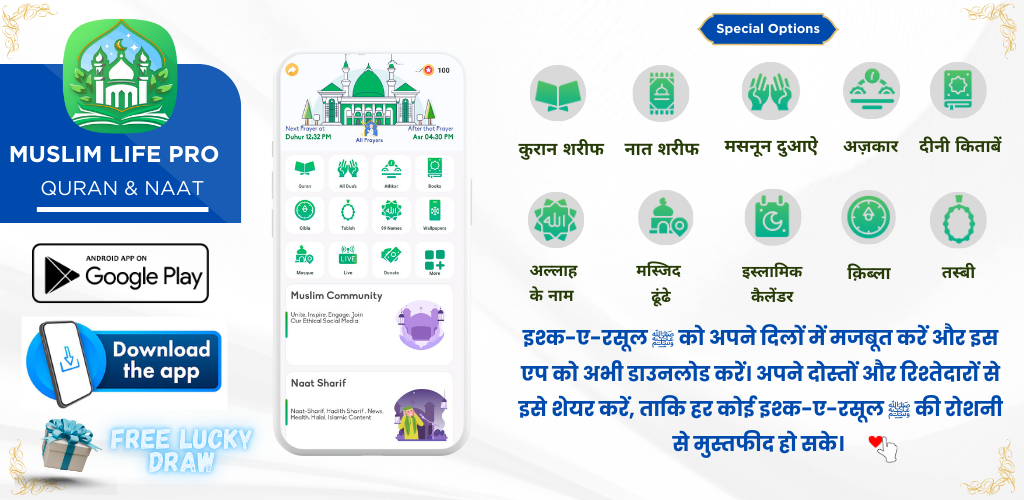 MUSLIM LIFE PRO
QURAN & NAAT
ANDROID APP ON
Google Play
Download
the app
FREE LUCKY
DRAW
100
Next Prayer at
Duhur 12:32 PM
After that Prayer
Asr 04:30 PM
All Prayers
Quran
All Dua's
Athkar
Books
Qibla
Tabish
99 Names
Wallpapers
Mosque
LIVE
Live
Donate
More
Muslim Community
Unite, Inspire, Engage: Join
Our Ethical Social Media
Naat Sharif
Naat-Sharif, Hadith Sharif , News,
Health, Halal, Islamic Content
Special Options
कुरान शरीफ
नात शरीफ
मसनून दुआऐ
अज़कार
दीनी किताबें
अल्लाह
के नाम
मस्जिद
ढूंढे
इस्लामिक
कैलेंडर
क़िब्ला
तस्बी
इश्क-ए-रसूल ﷺ को अपने दिलों में मजबूत करें और इस
एप को अभी डाउनलोड करें। अपने दोस्तों और रिश्तेदारों से
इसे शेयर करें, ताकि हर कोई इश्क-ए-रसूल ﷺ की रोशनी
से मुस्तफीद हो सके।